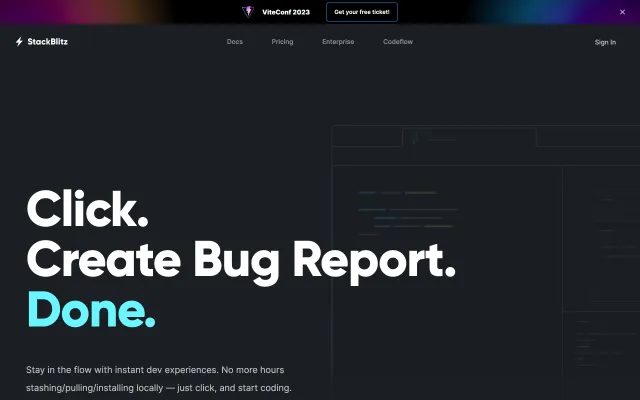 ViteConf 2023
Get your free ticket!
StackBlitz
Docs
Pricing
Enterprise
Codeflow
Sign In
Click.
Create Bug Report.
Done.
Stay in the flow with instant dev experiences. No more hours
stashing/pulling/installing locally — just click, and start coding.